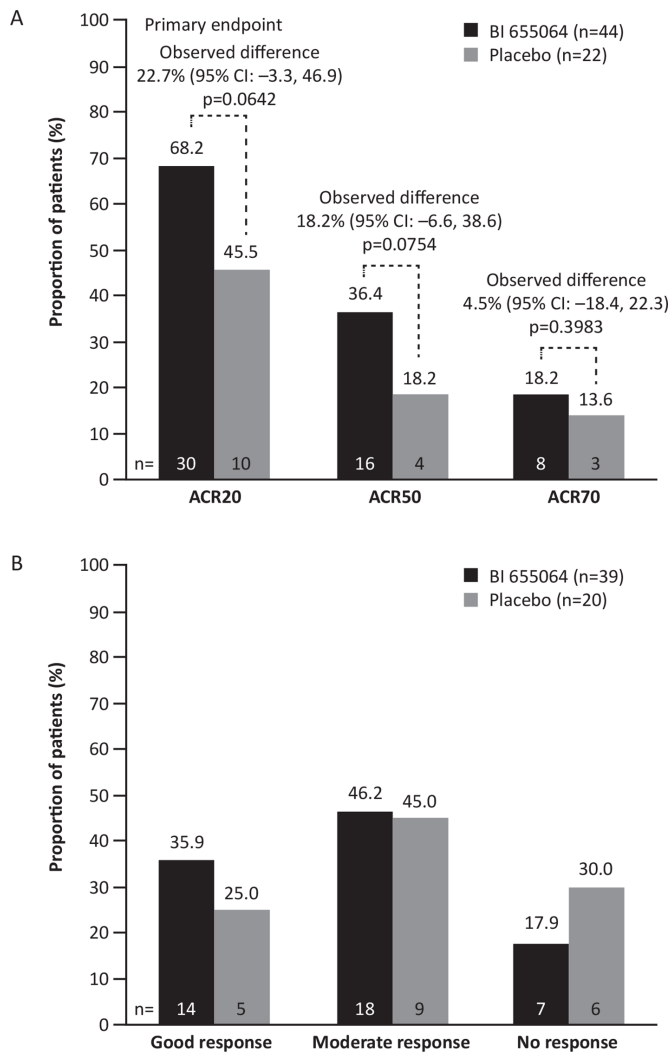 A
Primary endpoint
Observed difference
22.7% (95% CI: –3.3, 46.9)
p=0.0642
BI 655064 (n=44)
Placebo (n=22)
Observed difference
18.2% (95% CI: –6.6, 38.6)
p=0.0754
Observed difference
4.5% (95% CI: –18.4, 22.3)
p=0.3983
Proportion of patients (%)
100
90
80
70
60
50
40
30
20
10
0
68.2
45.5
36.4
18.2
18.2
13.6
n= 30 10 16 4 8 3
ACR20 ACR50 ACR70
B
BI 655064 (n=39)
Placebo (n=20)
Proportion of patients (%)
100
90
80
70
60
50
40
30
20
10
0
35.9
25.0
46.2
45.0
17.9
30.0
n= 14 5 18 9 7 6
Good response Moderate response No response